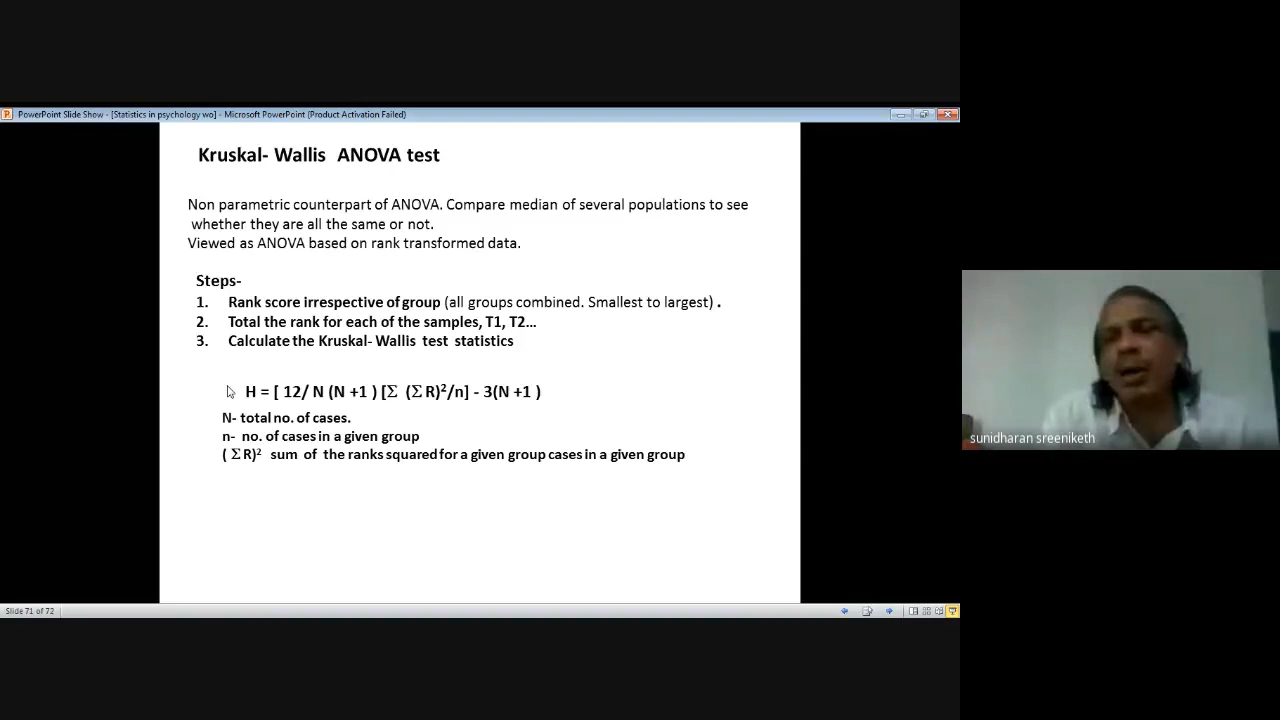 PowerPoint Slide Show - [Statistics in psychology wo] - Microsoft PowerPoint (Product Activation Failed)
Kruskal- Wallis ANOVA test
Non parametric counterpart of ANOVA. Compare median of several populations to see
whether they are all the same or not.
Viewed as ANOVA based on rank transformed data.
Steps-
1. Rank score irrespective of group (all groups combined. Smallest to largest) .
2. Total the rank for each of the samples, T1, T2...
3. Calculate the Kruskal- Wallis test statistics
H = [ 12/ N (N +1 ) [Σ (Σ R)²/n] - 3(N +1 )
N- total no. of cases.
n- no. of cases in a given group
( Σ R)² sum of the ranks squared for a given group cases in a given group
sunidharan sreeniketh
Slide 71 of 72